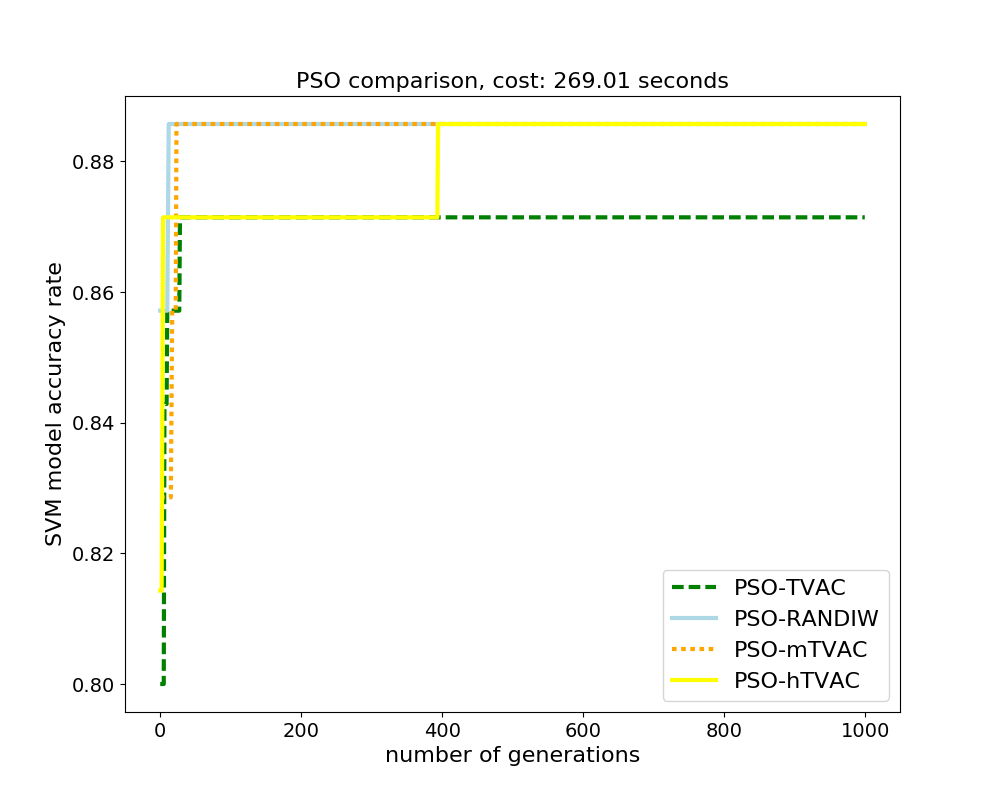 PSO comparison, cost: 269.01 seconds
SVM model accuracy rate
0.88
0.86
0.84
0.82
0.80
0
200
400
600
800
1000
number of generations
PSO-TVAC
PSO-RANDIW
PSO-mTVAC
PSO-hTVAC